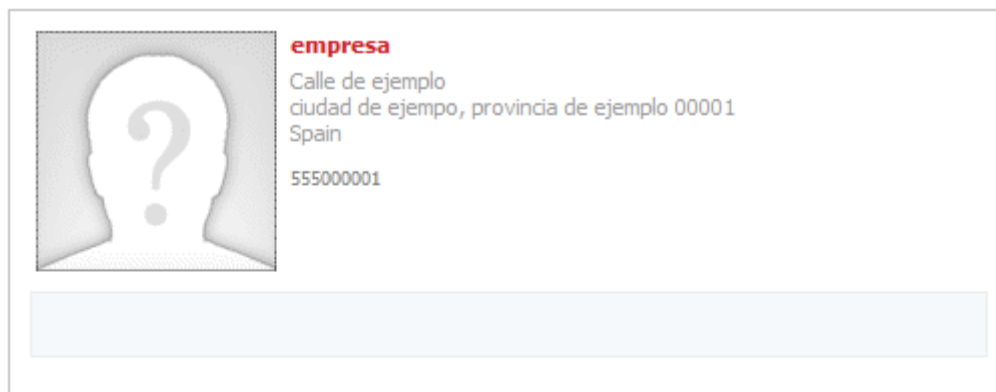 empresa
Calle de ejemplo
ciudad de ejempo, provincia de ejemplo 00001
Spain
555000001
?